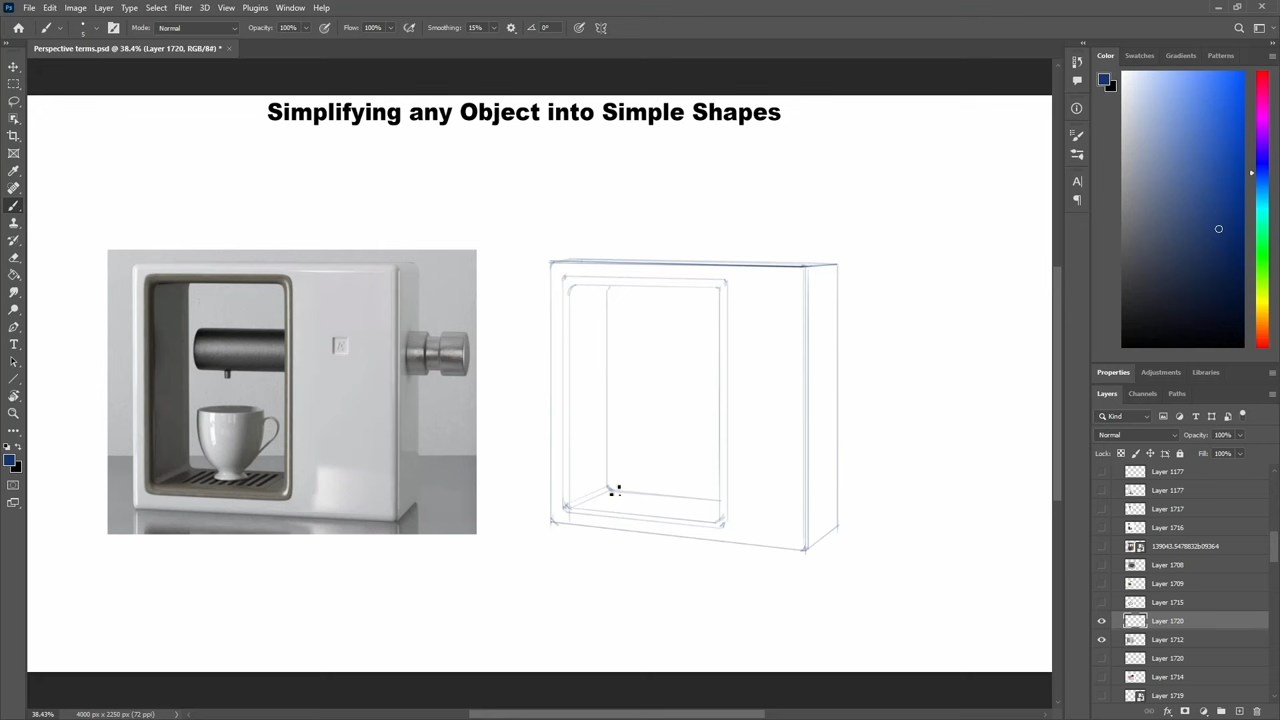 File Edit Image Layer Type Select Filter 3D View Plugins Window Help
Mode: Normal Opacity: 100% Flow: 100% Smoothing: 15% 0°
5
Perspective terms.psd @ 38.4% (Layer 1720, RGB/8#) *
Simplifying any Object into Simple Shapes
Color Swatches Gradients Patterns
Properties Adjustments Libraries
Layers Channels Paths
Kind
Normal Opacity: 100%
Lock: Fill: 100%
Layer 1177
Layer 1177
Layer 1717
Layer 1716
139043.5478832b09364
Layer 1708
Layer 1709
Layer 1715
Layer 1720
Layer 1712
Layer 1720
Layer 1714
Layer 1719
38.43% 4000 px x 2250 px (72 ppi)